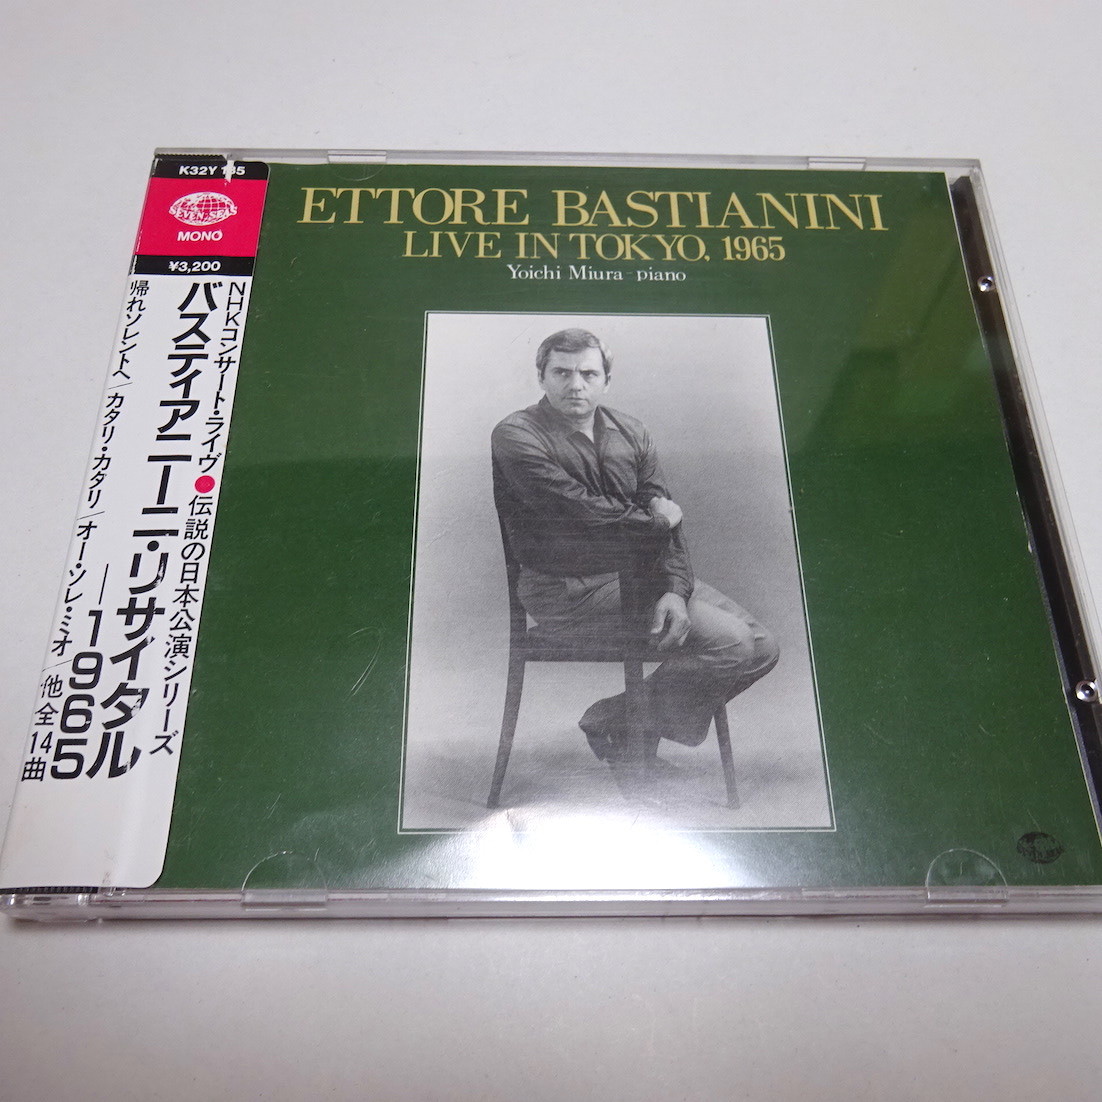 K32Y 185
SEVEN SEAS
MONO
¥3,200
NHKコンサート・ライヴ●伝説の日本公演シリーズ
バスティアニーニ・リサイタル
—1965
帰れソレントへ/カタリ・カタリ/オー・ソレ・ミオ/他全14曲
ETTORE BASTIANINI
LIVE IN TOKYO, 1965
Yoichi Miura-piano